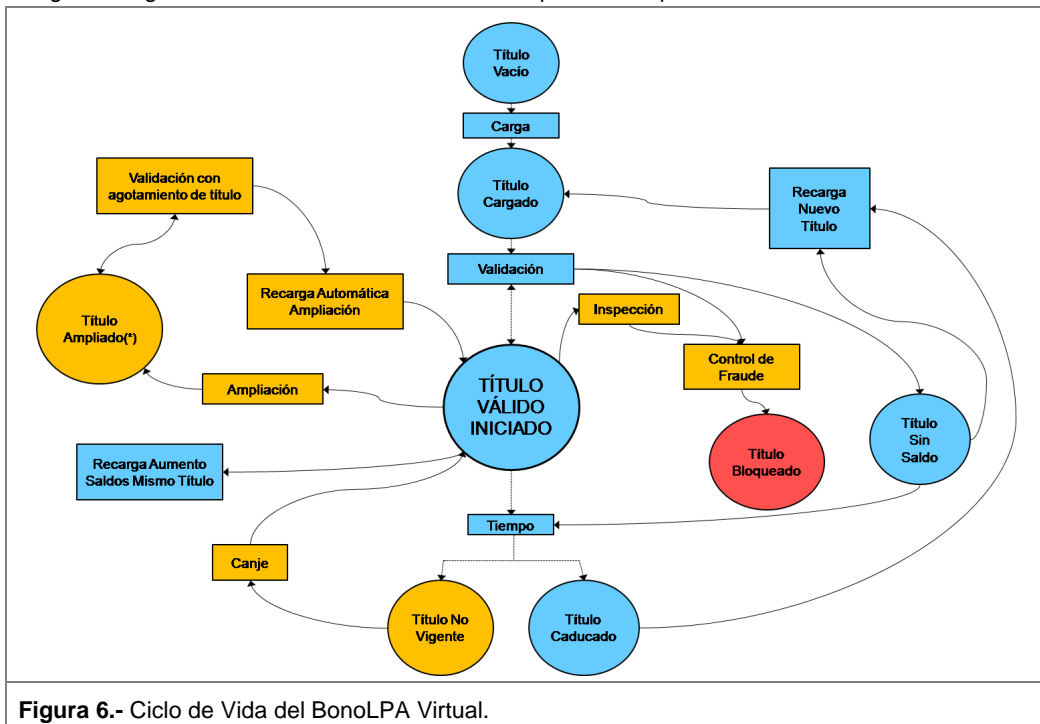 Título
Vacío
Carga
Título
Cargado
Validación con
agotamiento de título
Recarga
Nuevo
Título
Validación
Recarga Automática
Ampliación
Inspección
Título
Ampliado(*)
Control de
Fraude
Ampliación
TÍTULO
VÁLIDO
INICIADO
Título
Sin
Saldo
Título
Bloqueado
Recarga Aumento
Saldos Mismo Título
Tiempo
Canje
Título No
Vigente
Título
Caducado
Figura 6.- Ciclo de Vida del BonoLPA Virtual.